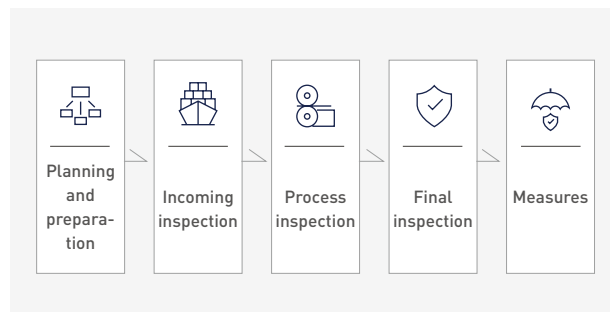 Planning
and
prepara-
tion
Incoming
inspection
Process
inspection
Final
inspection
Measures